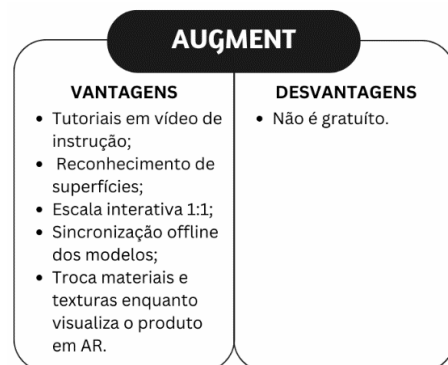 AUGMENT
VANTAGENS
• Tutoriais em vídeo de
instrução;
• Reconhecimento de
superfícies;
• Escala interativa 1:1;
• Sincronização offline
dos modelos;
• Troca materiais e
texturas enquanto
visualiza o produto
em AR.
DESVANTAGENS
• Não é gratuíto.